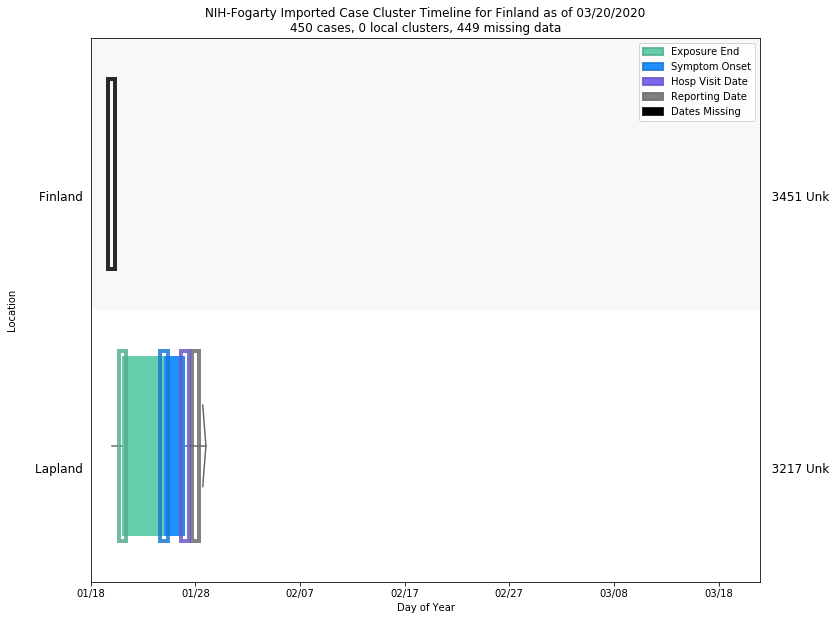 NIH-Fogarty Imported Case Cluster Timeline for Finland as of 03/20/2020
450 cases, 0 local clusters, 449 missing data
Exposure End
Symptom Onset
Hosp Visit Date
Reporting Date
Dates Missing
Finland
3451 Unk
Location
Lapland
3217 Unk
01/18 01/28 02/07 02/17 02/27 03/08 03/18
Day of Year